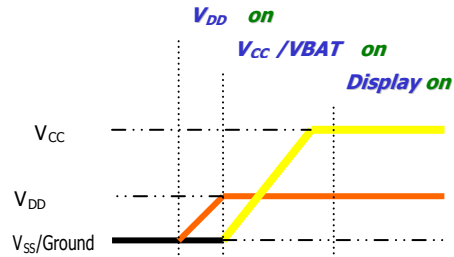 VDD on
VCC /VBAT on
Display on
VCC
VDD
VSS/Ground